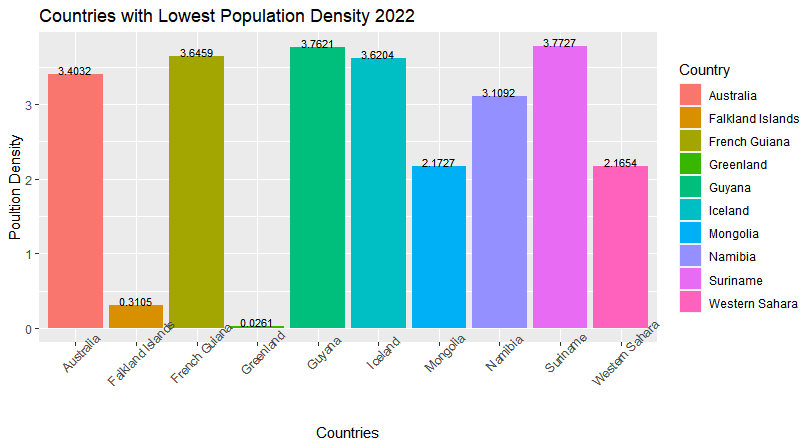 Countries with Lowest Population Density 2022
Poultion Density
3
2
1
0
3.4032
0.3105
3.6459
0.0261
3.7621
3.6204
2.1727
3.1092
3.7727
2.1654
Australia
Falkland Islands
French Guiana
Greenland
Guyana
Iceland
Mongolia
Namibia
Suriname
Western Sahara
Countries
Country
Australia
Falkland Islands
French Guiana
Greenland
Guyana
Iceland
Mongolia
Namibia
Suriname
Western Sahara